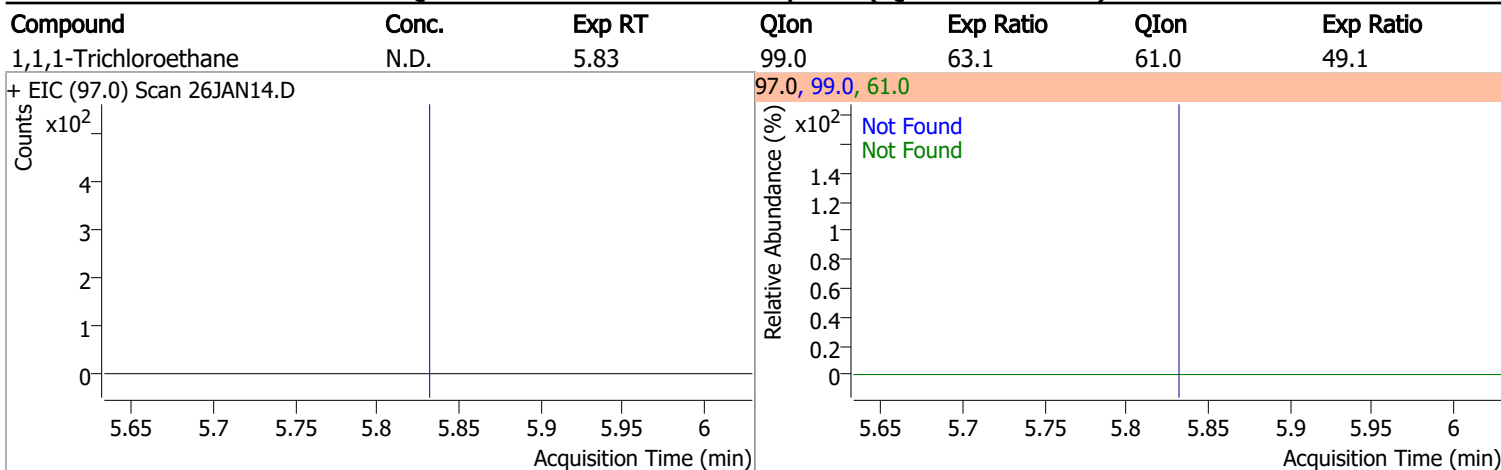 Compound Conc. Exp RT QIon Exp Ratio QIon Exp Ratio
1,1,1-Trichloroethane N.D. 5.83 99.0 63.1 61.0 49.1
+ EIC (97.0) Scan 26JAN14.D
Counts
x10²
4
3
2
1
0
5.65 5.7 5.75 5.8 5.85 5.9 5.95 6
Acquisition Time (min)
97.0, 99.0, 61.0
Relative Abundance (%)
x10²
Not Found
Not Found
1.4
1.2
1
0.8
0.6
0.4
0.2
0
5.65 5.7 5.75 5.8 5.85 5.9 5.95 6
Acquisition Time (min)